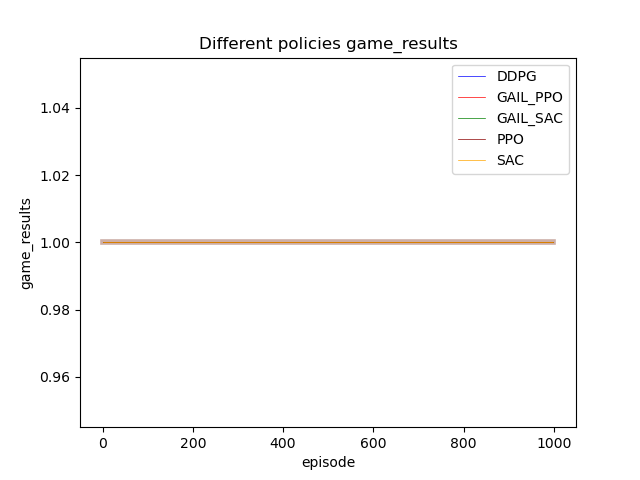 Different policies game_results
DDPG
GAIL_PPO
GAIL_SAC
PPO
SAC
1.04
1.02
1.00
0.98
0.96
game_results
0 200 400 600 800 1000
episode